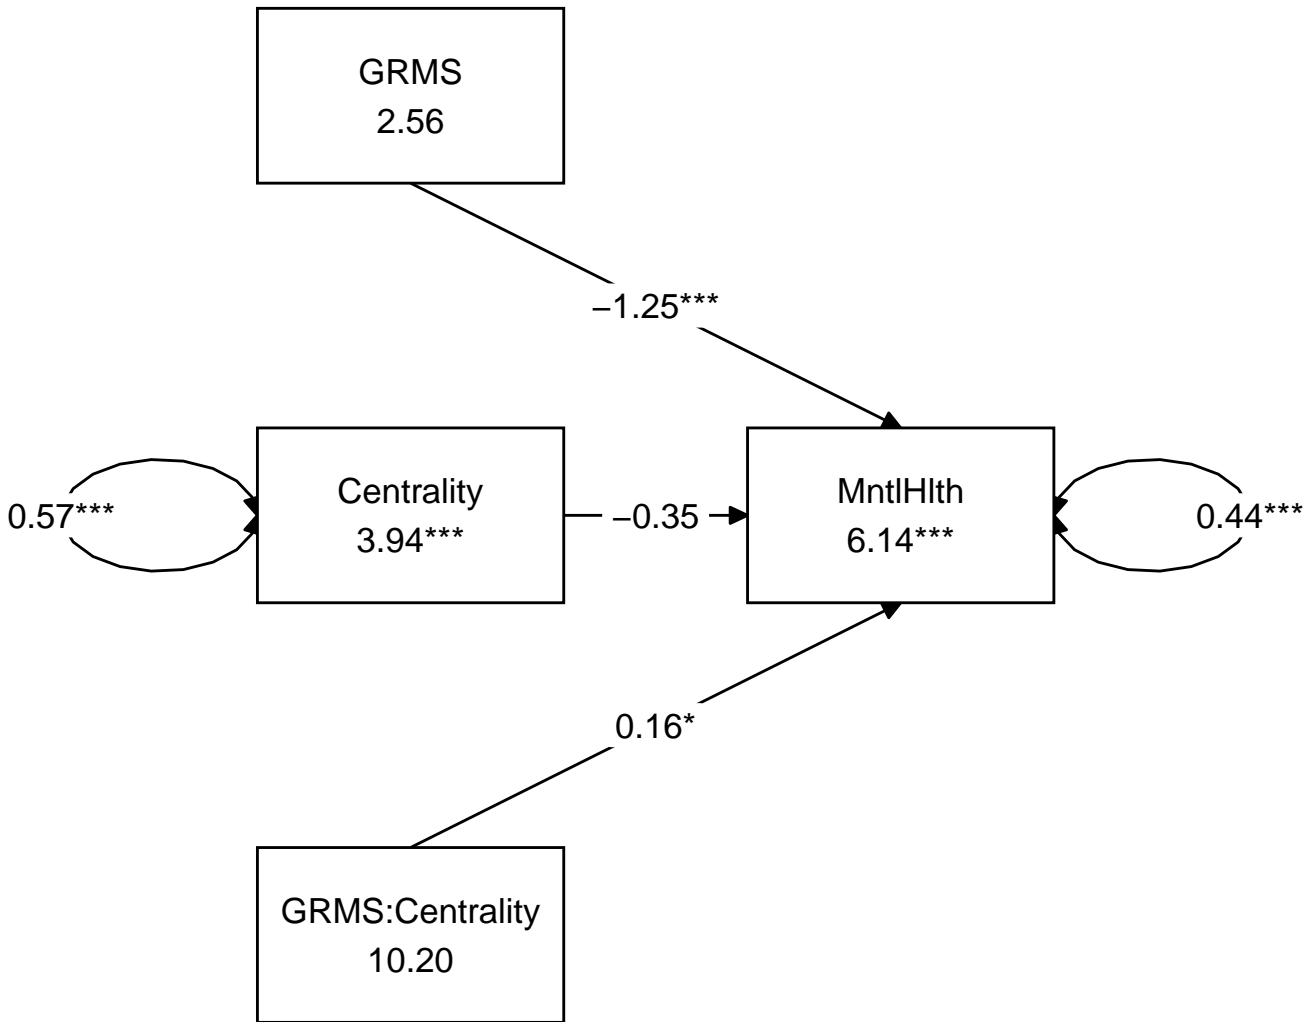 GRMS
2.56
−1.25***
0.57***
Centrality
3.94***
−0.35
MntlHlth
6.14***
0.44***
0.16*
GRMS:Centrality
10.20